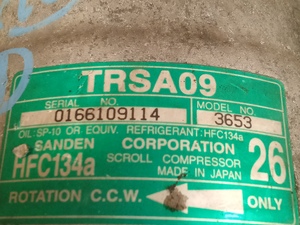 TRSA09
SERIAL NO. MODEL NO.
0166109114 3653
OIL:SP-10 OR EQUIV. REFRIGERANT:HFC134a
SANDEN CORPORATION 26
HFC134a SCROLL COMPRESSOR
MADE IN JAPAN
ROTATION C.C.W. ONLY